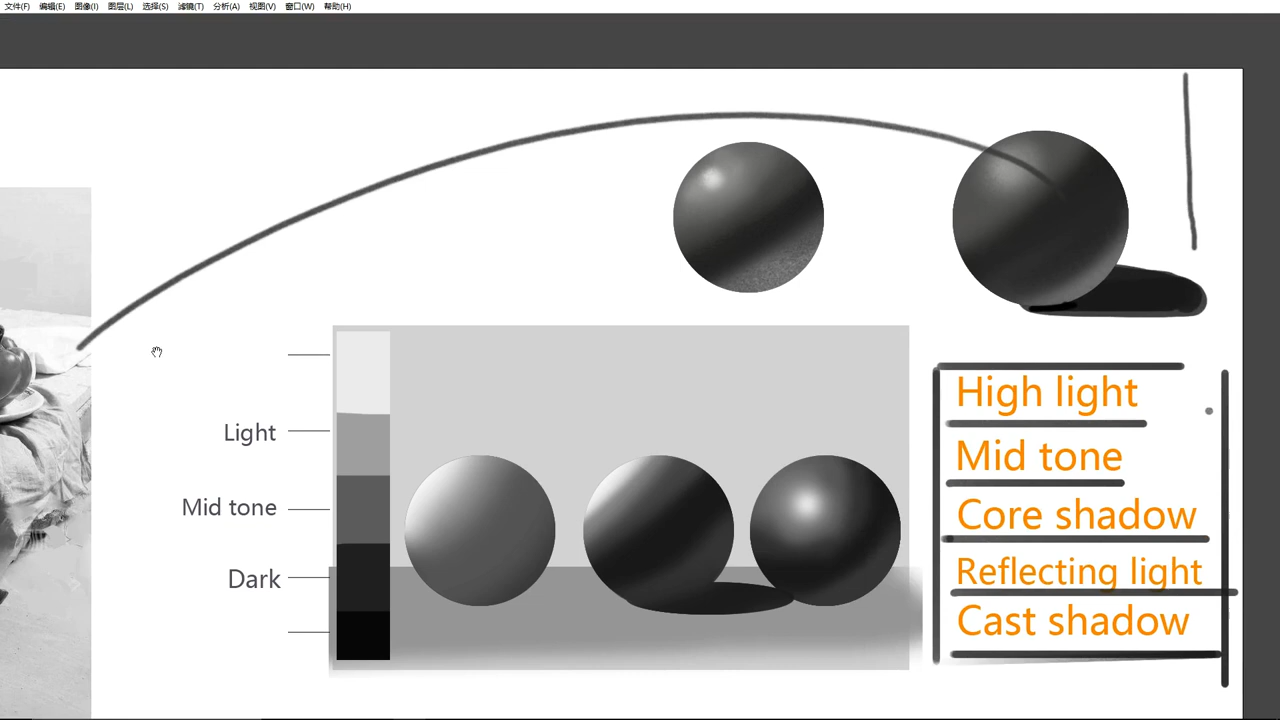 文件(F) 编辑(E) 图像(I) 图层(L) 选择(S) 滤镜(T) 分析(A) 视图(V) 窗口(W) 帮助(H)
Light
Mid tone
Dark
High light
Mid tone
Core shadow
Reflecting light
Cast shadow